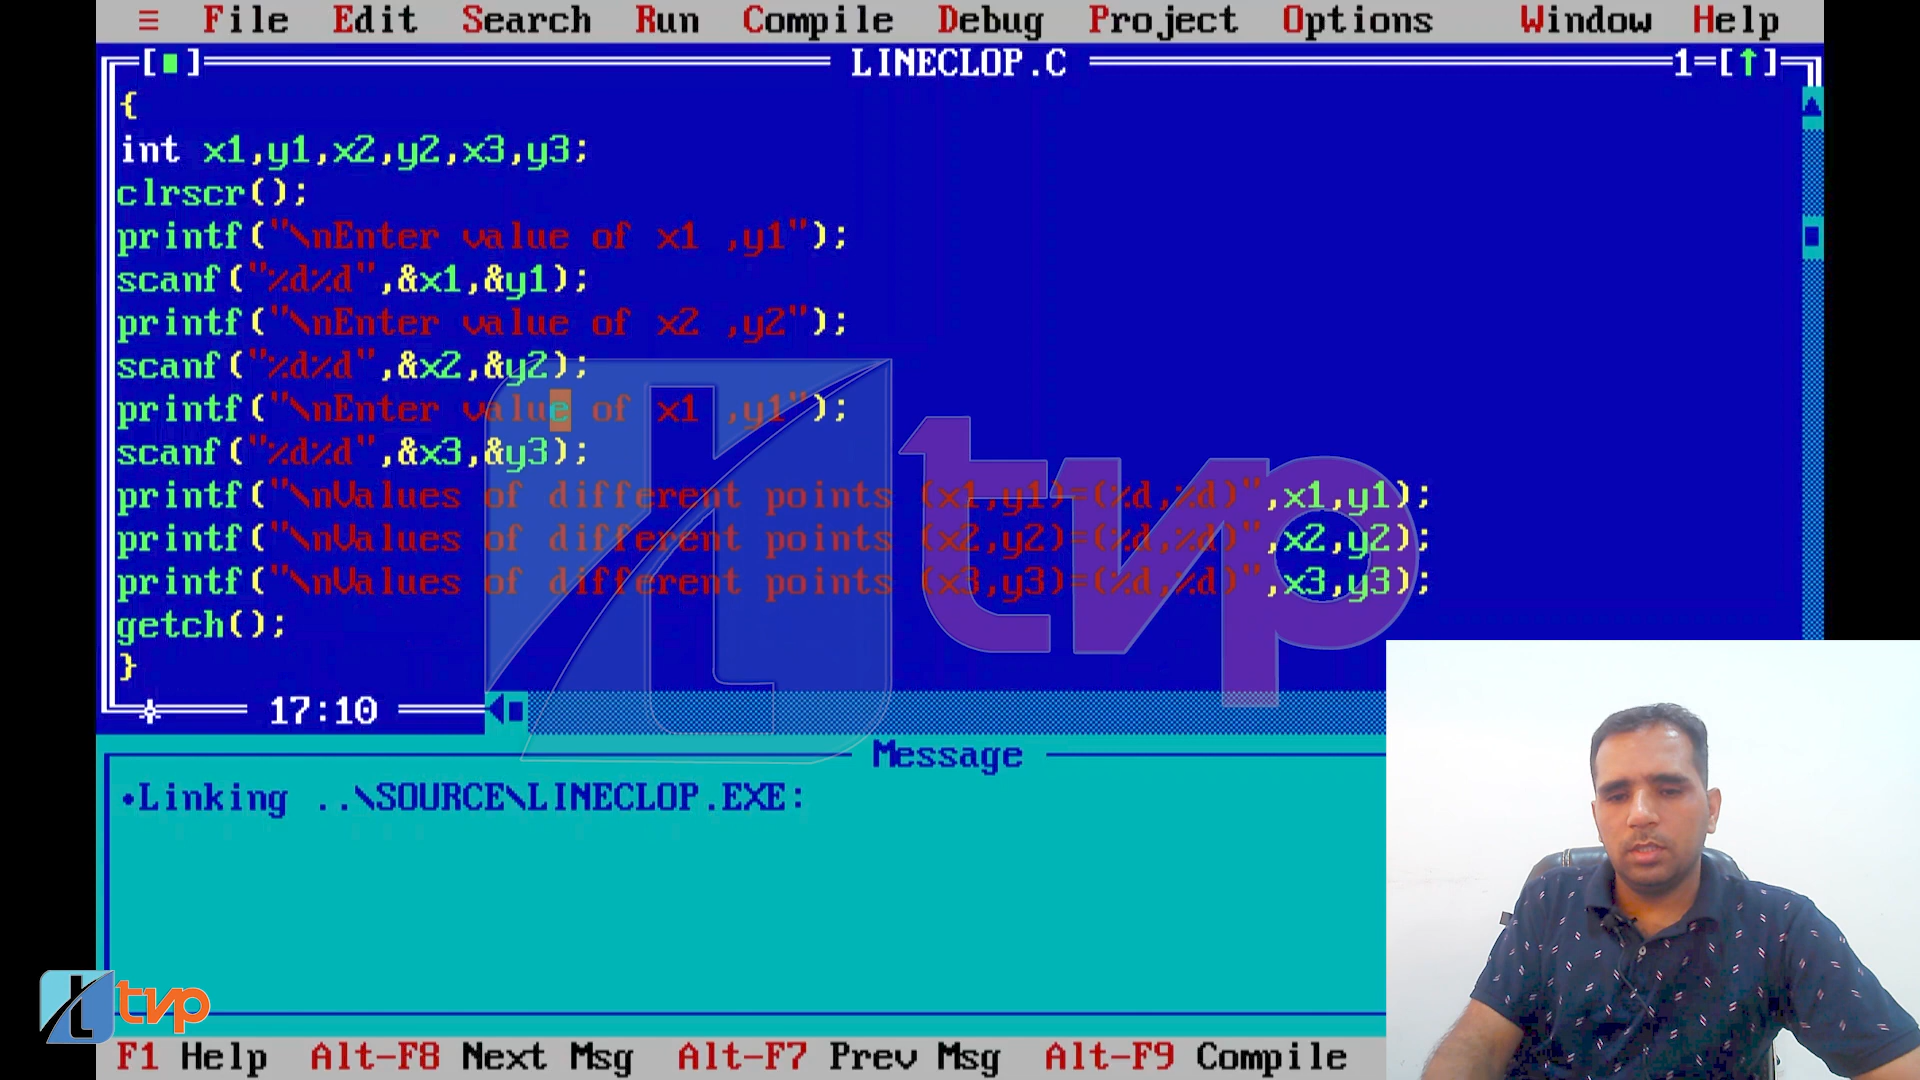 ≡ File Edit Search Run Compile Debug Project Options Window Help
[■] LINECLOP.C 1=[↑]
{
int x1,y1,x2,y2,x3,y3;
clrscr();
printf("\nEnter value of x1 ,y1");
scanf("%d%d",&x1,&y1);
printf("\nEnter value of x2 ,y2");
scanf("%d%d",&x2,&y2);
printf("\nEnter value of x1 ,y1");
scanf("%d%d",&x3,&y3);
printf("\nValues of different points (x1,y1)=(%d,%d)",x1,y1);
printf("\nValues of different points (x2,y2)=(%d,%d)",x2,y2);
printf("\nValues of different points (x3,y3)=(%d,%d)",x3,y3);
getch();
}
17:10
tvp
Message
•Linking ..\SOURCE\LINECLOP.EXE:
tvp
F1 Help Alt-F8 Next Msg Alt-F7 Prev Msg Alt-F9 Compile